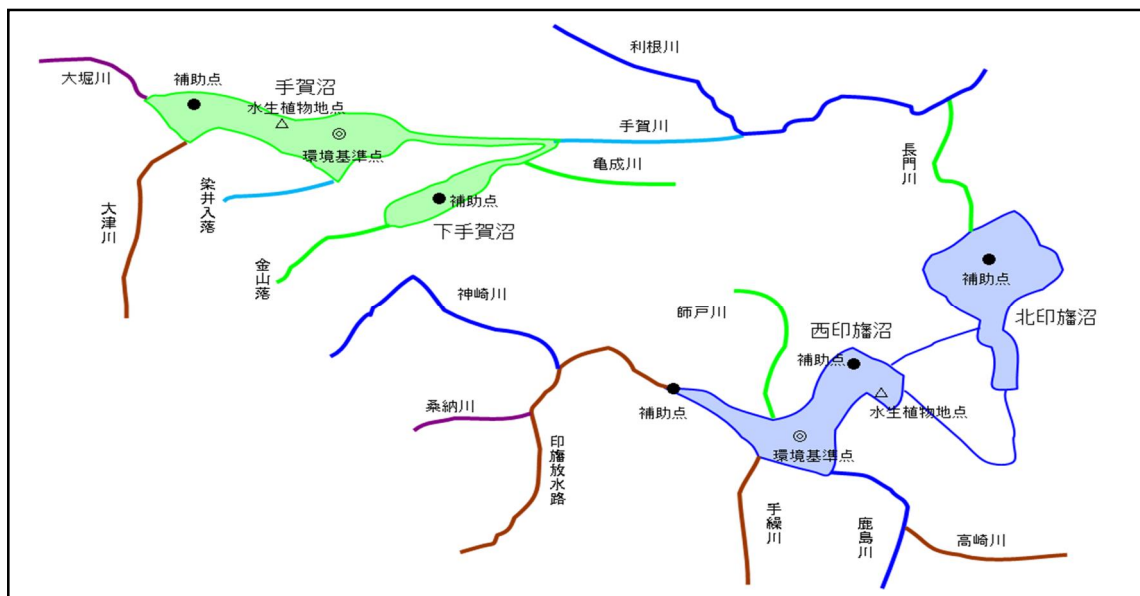 利根川
大堀川
補助点
手賀沼
水生植物地点
環境基準点
手賀川
亀成川
長門川
染井入落
補助点
下手賀沼
大津川
金山落
神崎川
師戸川
補助点
北印旛沼
西印旛沼
補助点
補助点
水生植物地点
桑納川
印旛放水路
環境基準点
手繰川
鹿島川
高崎川